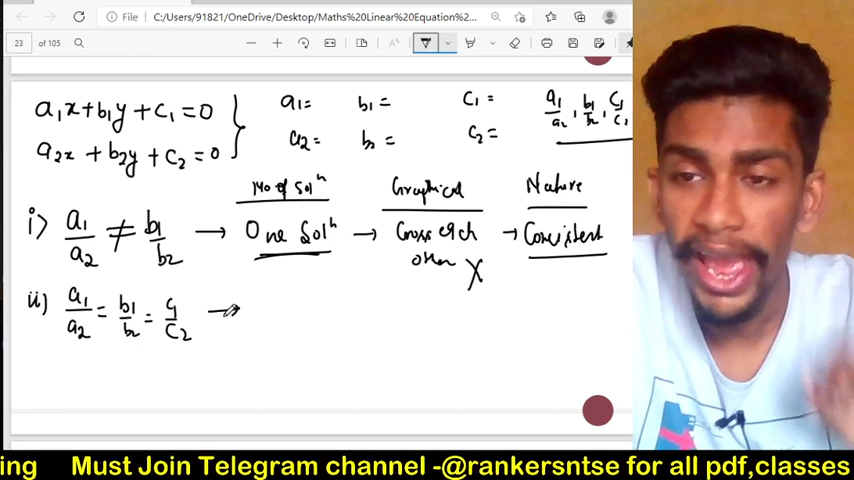 File
C:/Users/91821/OneDrive/Desktop/Maths%20Linear%20Equation%2...
23 of 105
a₁x+b₁y+c₁=0
a₂x+b₂y+c₂=0
a₁= b₁= c₁=
a₂= b₂= c₂=
a₁/a₂, b₁/b₂, c₁/c₂
No of Solⁿ Graphical Nature
i> a₁/a₂ ≠ b₁/b₂ → One Solⁿ → Cross each other X → Consistent
ii) a₁/a₂ = b₁/b₂ = c₁/c₂ →
ing Must Join Telegram channel -@rankersntse for all pdf,classes